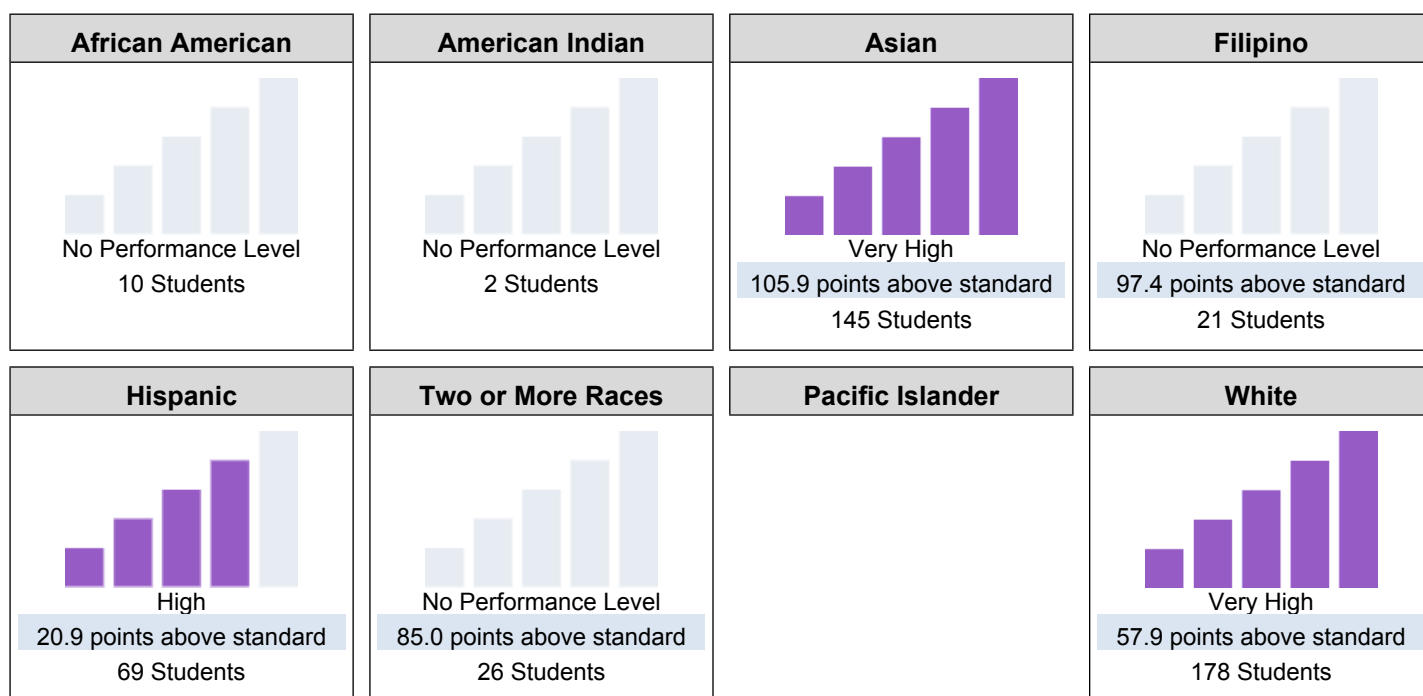 African American
No Performance Level
10 Students
American Indian
No Performance Level
2 Students
Asian
Very High
105.9 points above standard
145 Students
Filipino
No Performance Level
97.4 points above standard
21 Students
Hispanic
High
20.9 points above standard
69 Students
Two or More Races
No Performance Level
85.0 points above standard
26 Students
Pacific Islander
White
Very High
57.9 points above standard
178 Students